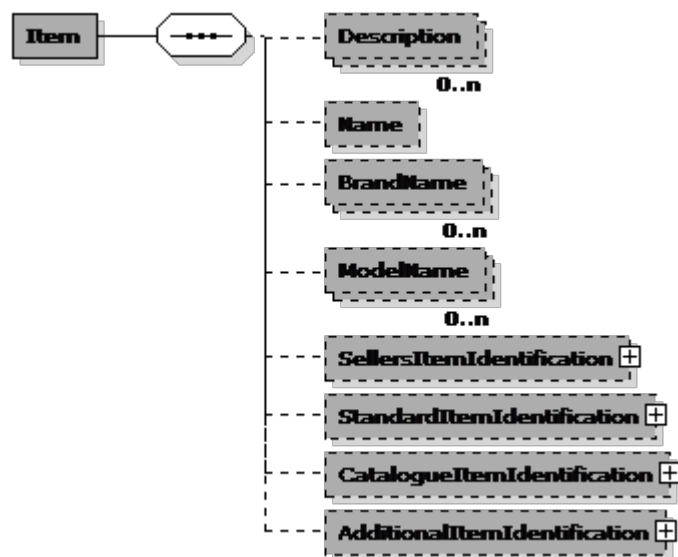 Item
Description
0..n
Name
BrandName
0..n
ModelName
0..n
SellersItemIdentification
StandardItemIdentification
CatalogueItemIdentification
AdditionalItemIdentification